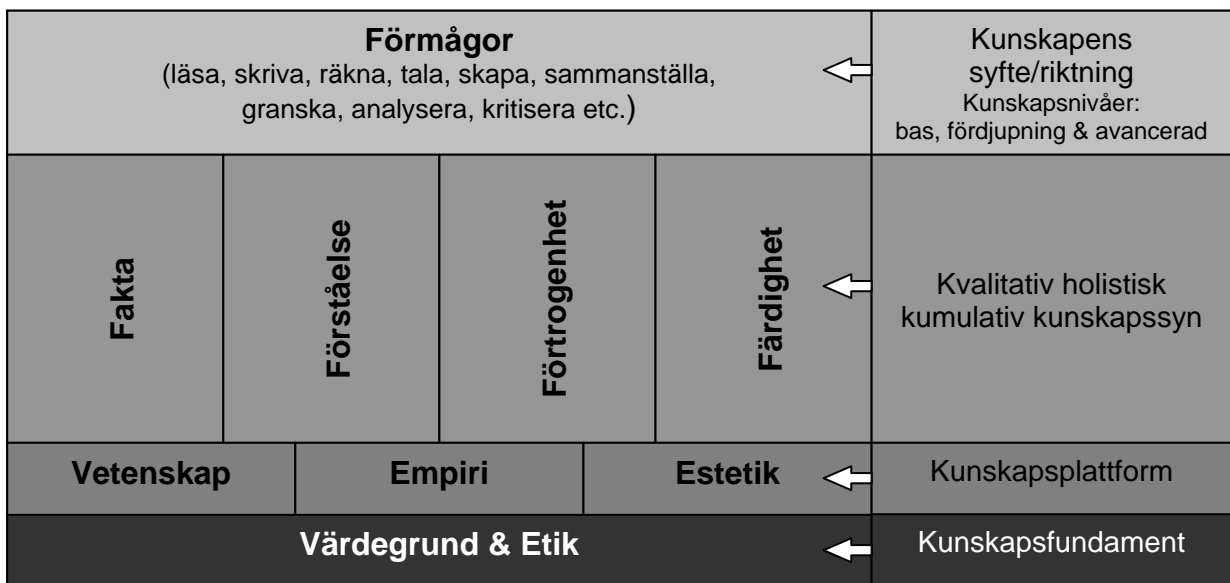 Förmågor
(läsa, skriva, räkna, tala, skapa, sammanställa,
granska, analysera, kritisera etc.)
Kunskapens
syfte/riktning
Kunskapsnivåer:
bas, fördjupning & avancerad
Fakta
Förståelse
Förtrogenhet
Färdighet
Kvalitativ holistisk
kumulativ kunskapssyn
Vetenskap
Empiri
Estetik
Kunskapsplattform
Värdegrund & Etik
Kunskapsfundament